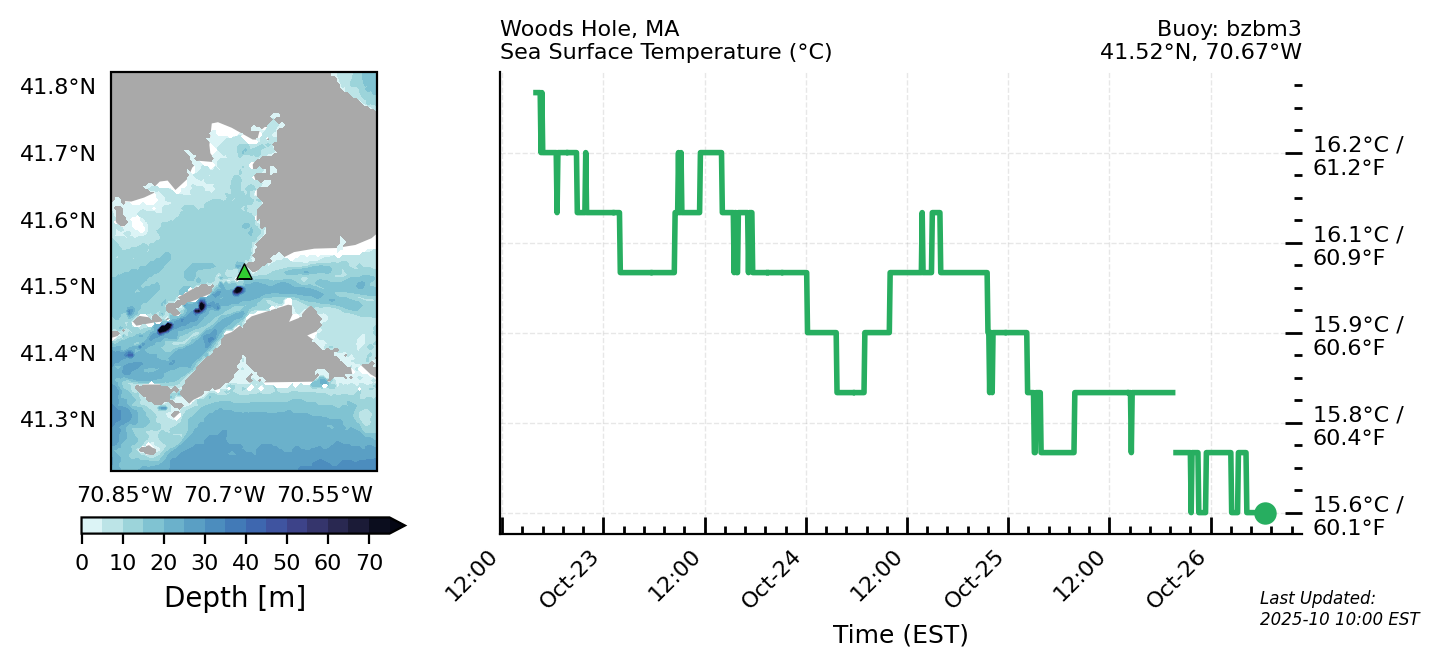 Woods Hole, MA
Sea Surface Temperature (°C)
Buoy: bzbm3
41.52°N, 70.67°W
41.8°N
41.7°N
41.6°N
41.5°N
41.4°N
41.3°N
70.85°W 70.7°W 70.55°W
0 10 20 30 40 50 60 70
Depth [m]
16.2°C /
61.2°F
16.1°C /
60.9°F
15.9°C /
60.6°F
15.8°C /
60.4°F
15.6°C /
60.1°F
12:00 Oct-23 12:00 Oct-24 12:00 Oct-25 12:00 Oct-26
Time (EST)
Last Updated:
2025-10 10:00 EST